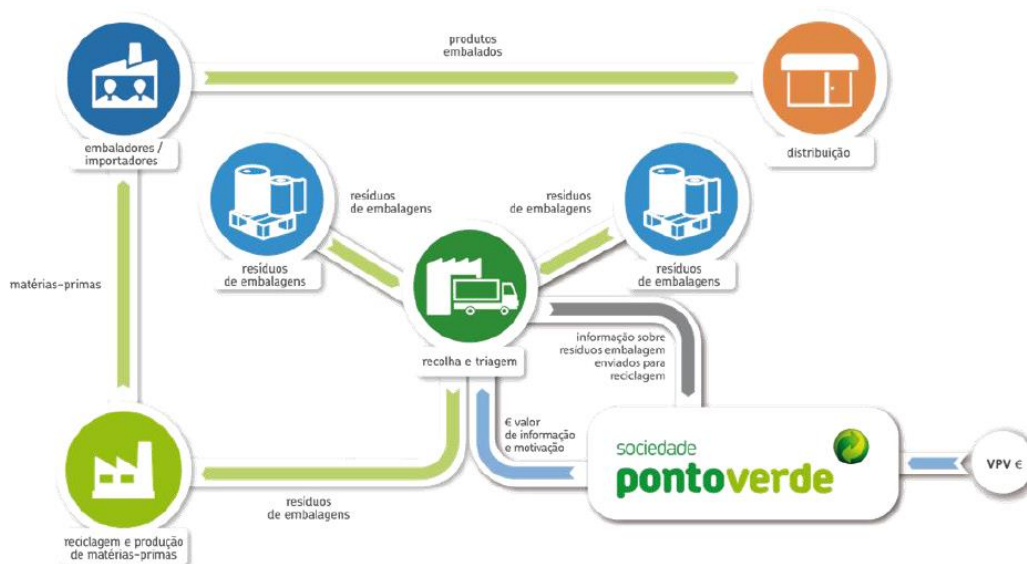 produtos
embalados
embaladores /
importadores
distribuição
resíduos
de embalagens
resíduos
de embalagens
resíduos
de embalagens
resíduos
de embalagens
matérias-primas
recolha e triagem
informação sobre
resíduos embalagem
enviados para
reciclagem
€ valor
de informação
e motivação
sociedade
pontoverde
VPV €
resíduos
de embalagens
reciclagem e produção
de matérias-primas